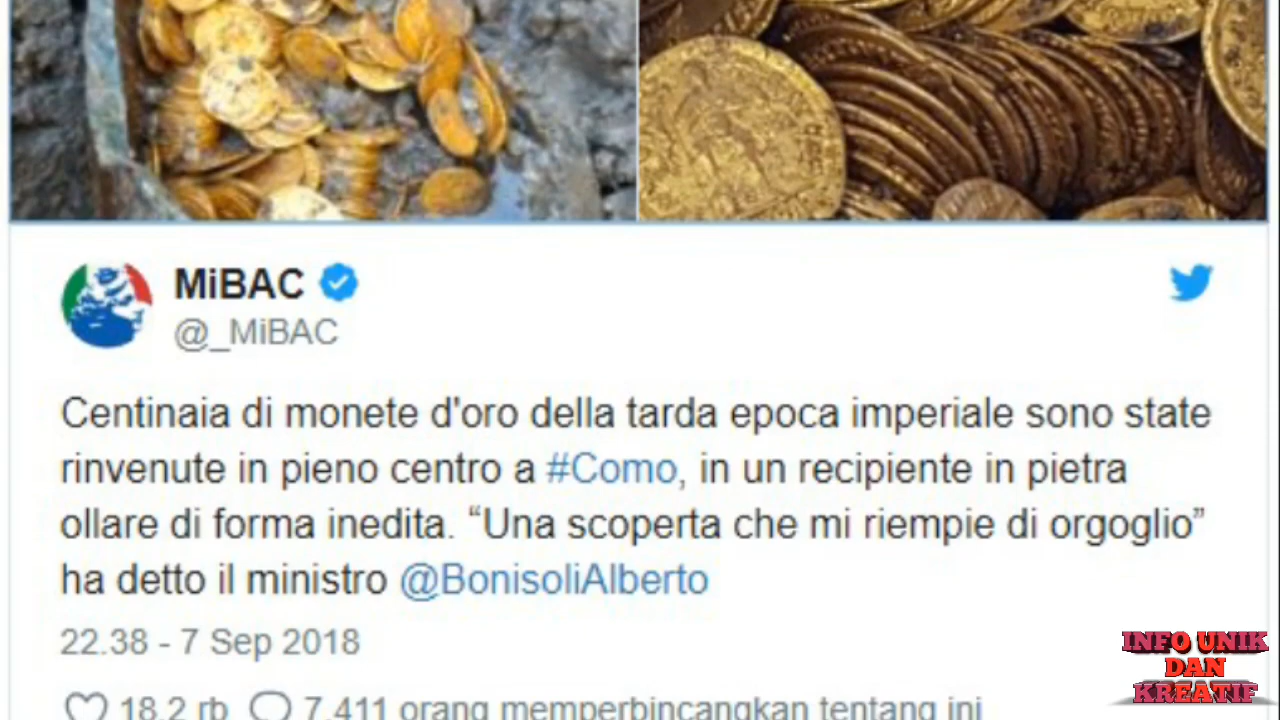 MiBAC
@_MiBAC
Centinaia di monete d'oro della tarda epoca imperiale sono state
rinvenute in pieno centro a #Como, in un recipiente in pietra
ollare di forma inedita. “Una scoperta che mi riempie di orgoglio”
ha detto il ministro @BonisoliAlberto
22.38 - 7 Sep 2018
18,2 rb 7.411 orang memperbincangkan tentang ini
INFO UNIK
DAN
KREATIF